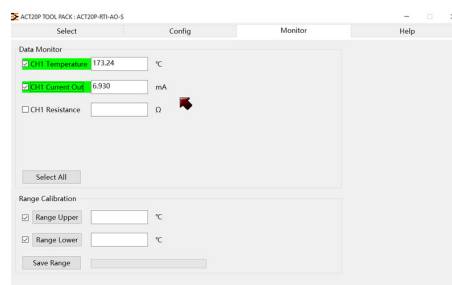 ACT20P TOOL PACK : ACT20P-RTI-AO-S
Select Config Monitor Help
Data Monitor
CH1 Temperature 173.24 °C
CH1 Current Out 6.930 mA
CH1 Resistance Ω
Select All
Range Calibration
Range Upper °C
Range Lower °C
Save Range